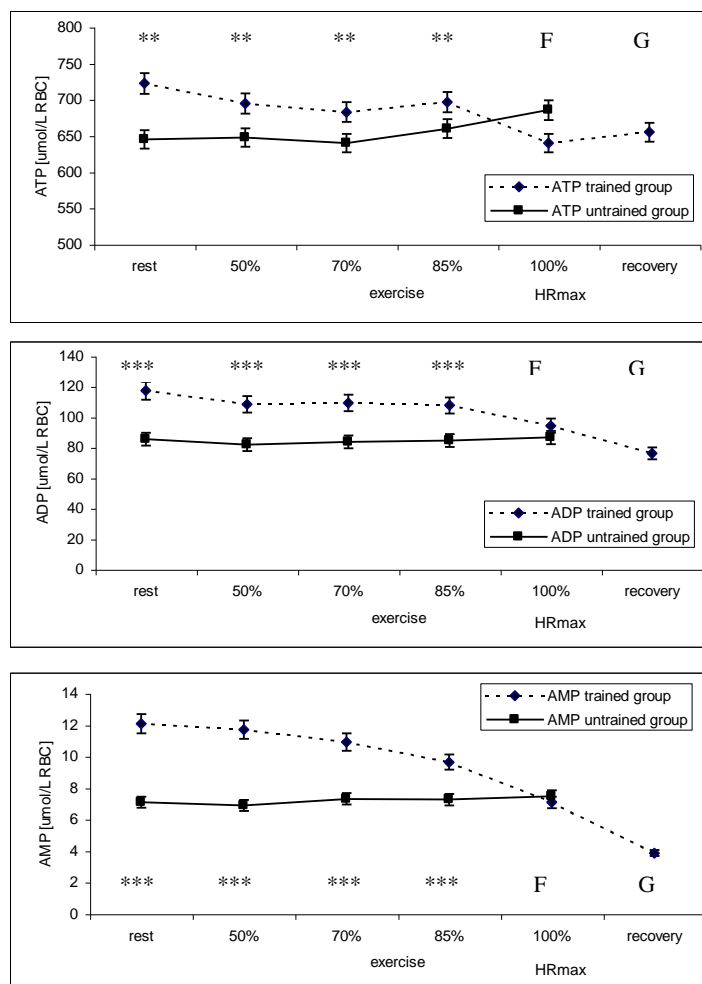 800
750
700
650
600
550
500
ATP [umol/L RBC]
** ** ** ** F G
ATP trained group
ATP untrained group
rest 50% 70% 85% 100% recovery
exercise HRmax
140
120
100
80
60
40
20
0
ADP [umol/L RBC]
*** *** *** *** F G
ADP trained group
ADP untrained group
rest 50% 70% 85% 100% recovery
exercise HRmax
14
12
10
8
6
4
2
0
AMP [umol/L RBC]
AMP trained group
AMP untrained group
*** *** *** *** F G
rest 50% 70% 85% 100% recovery
exercise HRmax